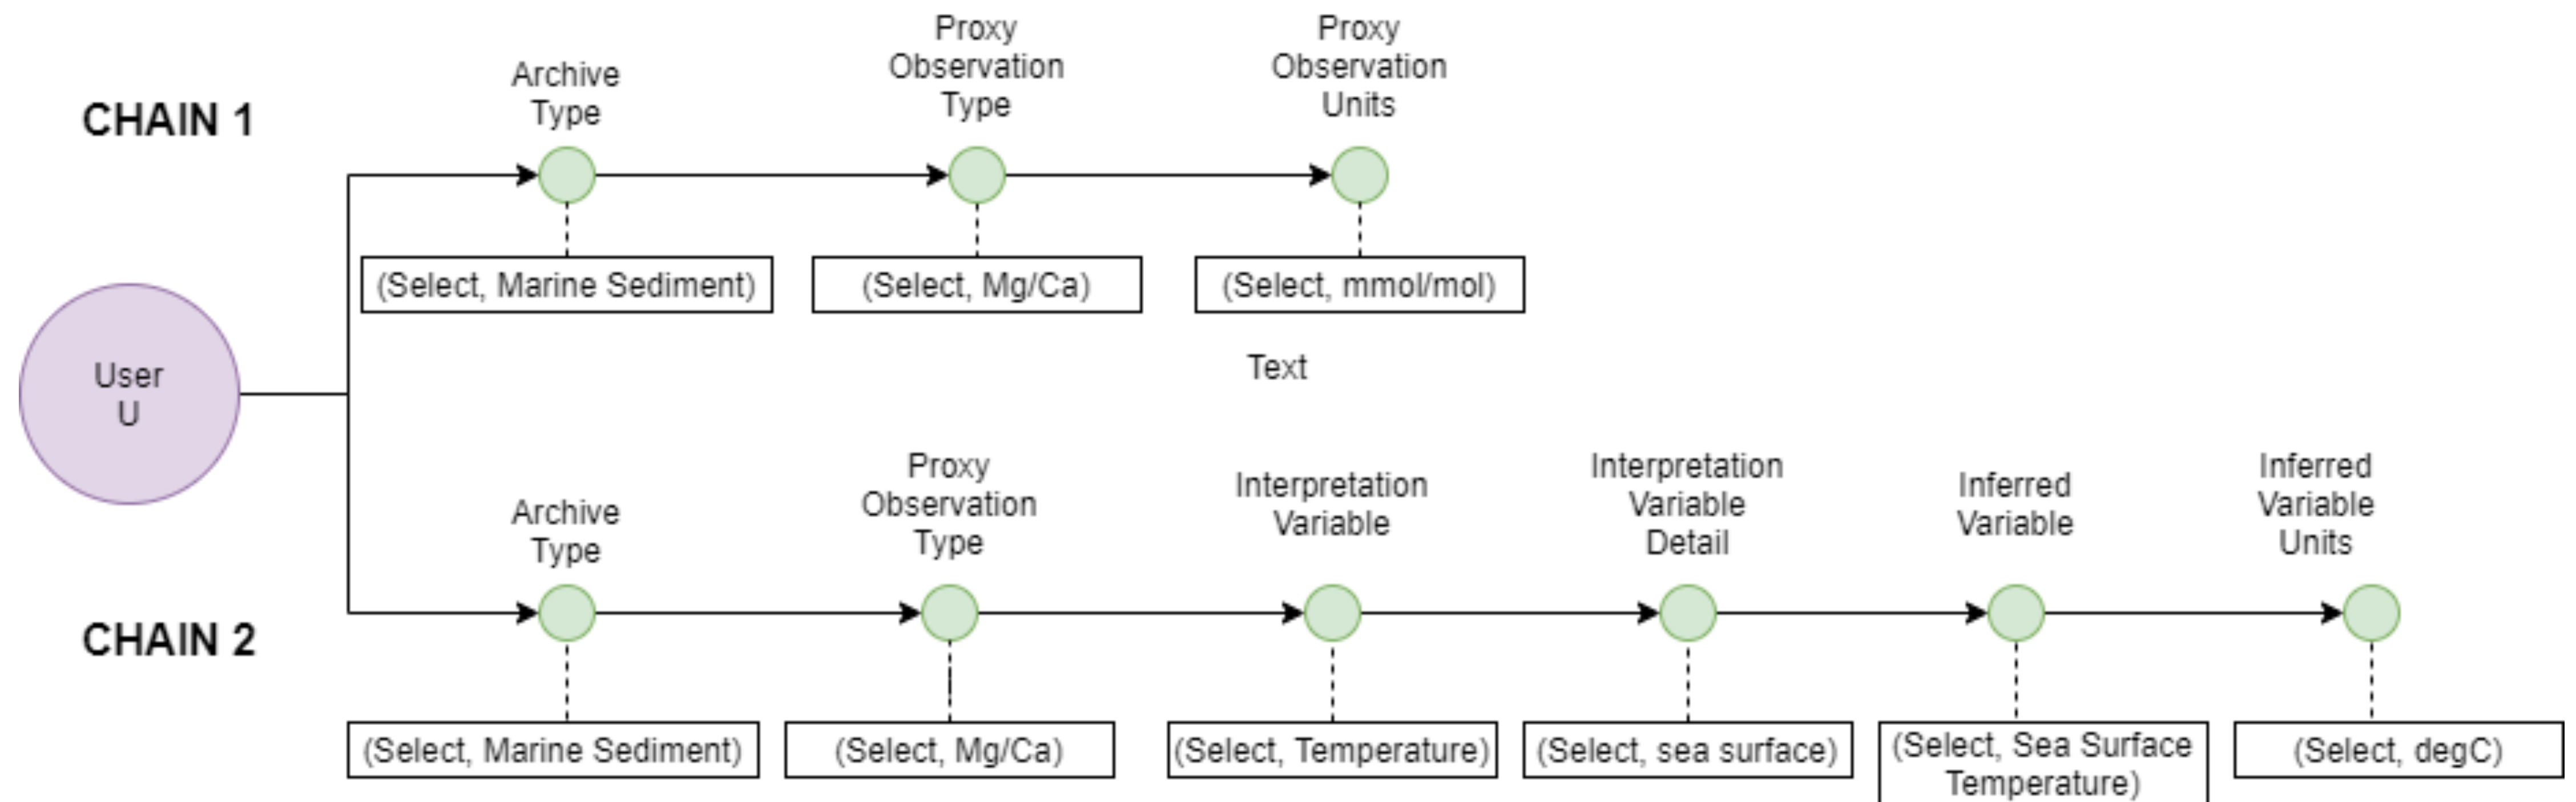 CHAIN 1
Archive
Type
Proxy
Observation
Type
Proxy
Observation
Units
(Select, Marine Sediment)
(Select, Mg/Ca)
(Select, mmol/mol)
Text
User
U
CHAIN 2
Archive
Type
Proxy
Observation
Type
Interpretation
Variable
Interpretation
Variable
Detail
Inferred
Variable
Inferred
Variable
Units
(Select, Marine Sediment)
(Select, Mg/Ca)
(Select, Temperature)
(Select, sea surface)
(Select, Sea Surface
Temperature)
(Select, degC)